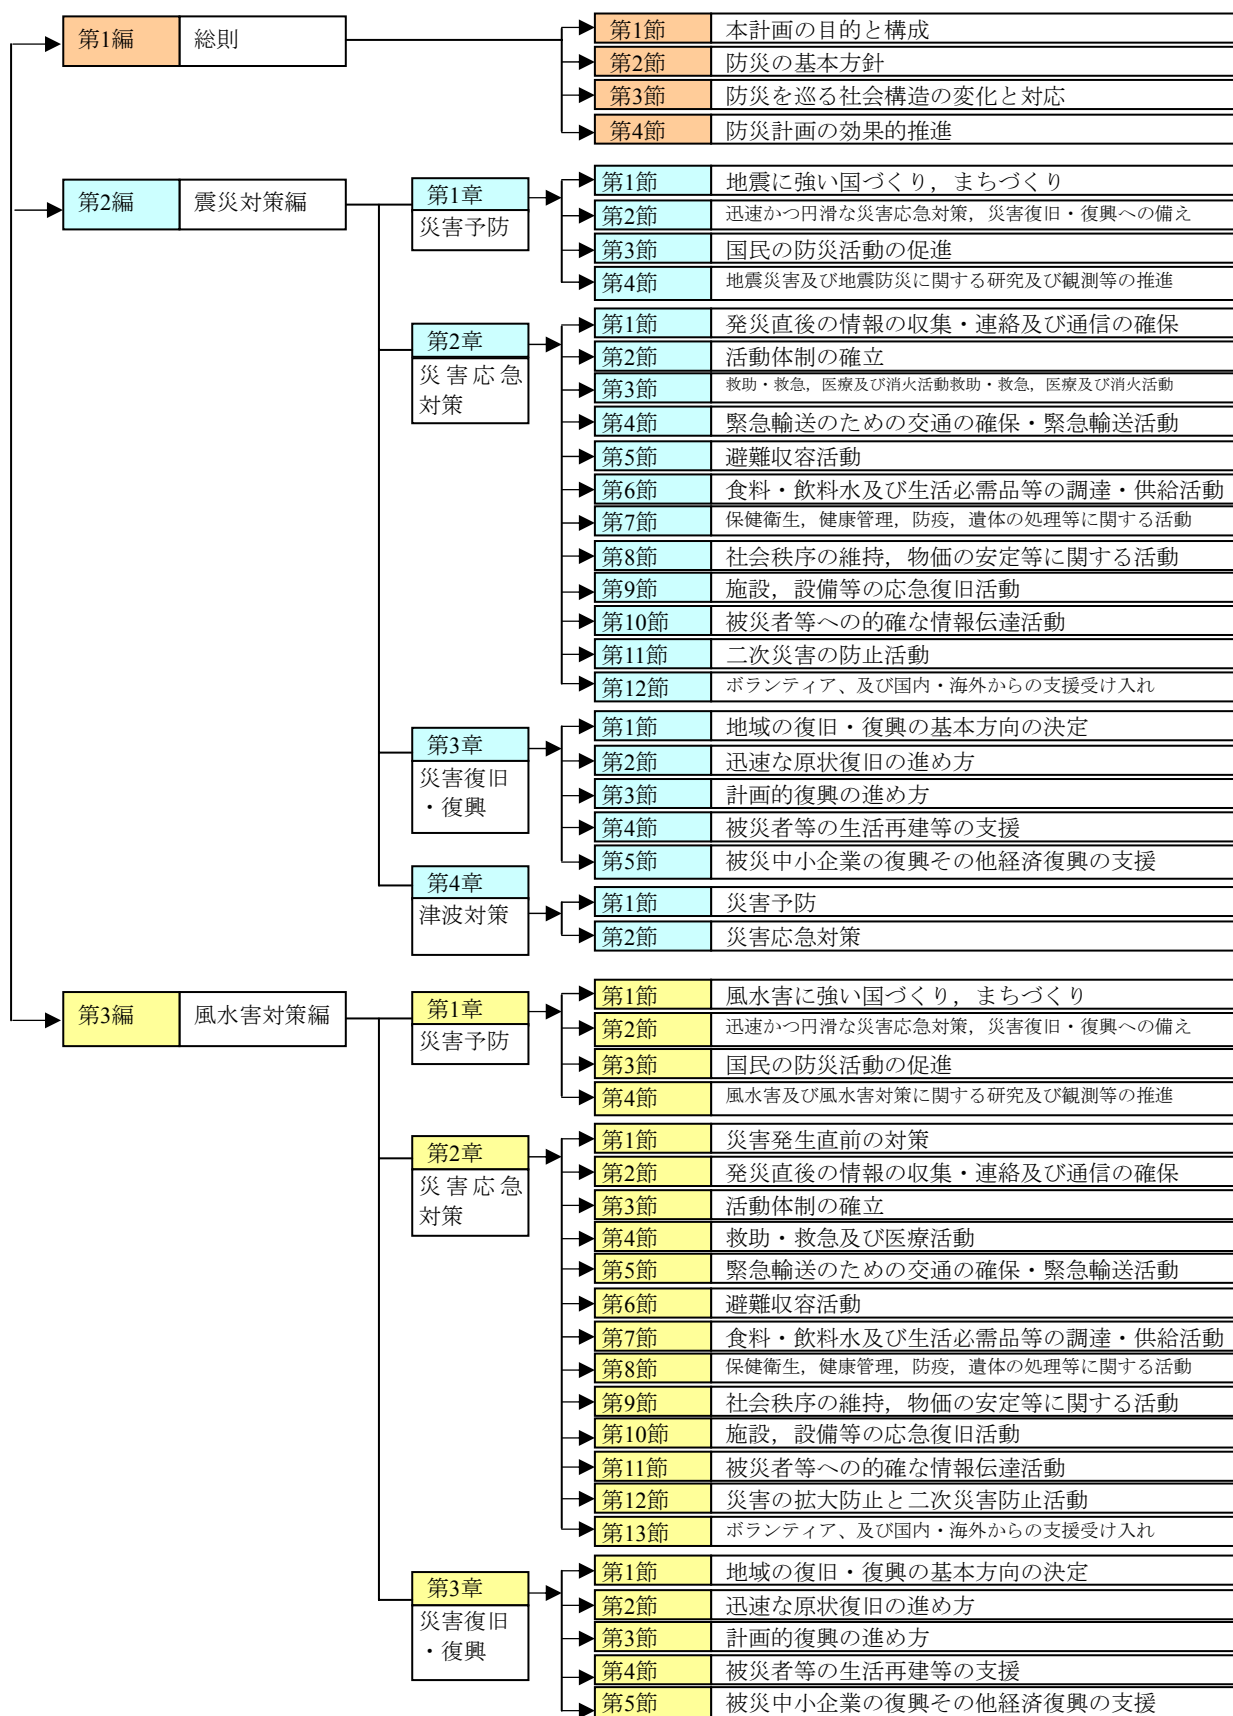 第1編 総則
第1節 本計画の目的と構成
第2節 防災の基本方針
第3節 防災を巡る社会構造の変化と対応
第4節 防災計画の効果的推進
第2編 震災対策編
第1章
災害予防
第1節 地震に強い国づくり，まちづくり
第2節 迅速かつ円滑な災害応急対策，災害復旧・復興への備え
第3節 国民の防災活動の促進
第4節 地震災害及び地震防災に関する研究及び観測等の推進
第2章
災害応急
対策
第1節 発災直後の情報の収集・連絡及び通信の確保
第2節 活動体制の確立
第3節 救助・救急，医療及び消火活動救助・救急，医療及び消火活動
第4節 緊急輸送のための交通の確保・緊急輸送活動
第5節 避難収容活動
第6節 食料・飲料水及び生活必需品等の調達・供給活動
第7節 保健衛生，健康管理，防疫，遺体の処理等に関する活動
第8節 社会秩序の維持，物価の安定等に関する活動
第9節 施設，設備等の応急復旧活動
第10節 被災者等への的確な情報伝達活動
第11節 二次災害の防止活動
第12節 ボランティア、及び国内・海外からの支援受け入れ
第3章
災害復旧
・復興
第1節 地域の復旧・復興の基本方向の決定
第2節 迅速な原状復旧の進め方
第3節 計画的復興の進め方
第4節 被災者等の生活再建等の支援
第5節 被災中小企業の復興その他経済復興の支援
第4章
津波対策
第1節 災害予防
第2節 災害応急対策
第3編 風水害対策編
第1章
災害予防
第1節 風水害に強い国づくり，まちづくり
第2節 迅速かつ円滑な災害応急対策，災害復旧・復興への備え
第3節 国民の防災活動の促進
第4節 風水害及び風水害対策に関する研究及び観測等の推進
第2章
災害応急
対策
第1節 災害発生直前の対策
第2節 発災直後の情報の収集・連絡及び通信の確保
第3節 活動体制の確立
第4節 救助・救急及び医療活動
第5節 緊急輸送のための交通の確保・緊急輸送活動
第6節 避難収容活動
第7節 食料・飲料水及び生活必需品等の調達・供給活動
第8節 保健衛生，健康管理，防疫，遺体の処理等に関する活動
第9節 社会秩序の維持，物価の安定等に関する活動
第10節 施設，設備等の応急復旧活動
第11節 被災者等への的確な情報伝達活動
第12節 災害の拡大防止と二次災害防止活動
第13節 ボランティア、及び国内・海外からの支援受け入れ
第3章
災害復旧
・復興
第1節 地域の復旧・復興の基本方向の決定
第2節 迅速な原状復旧の進め方
第3節 計画的復興の進め方
第4節 被災者等の生活再建等の支援
第5節 被災中小企業の復興その他経済復興の支援